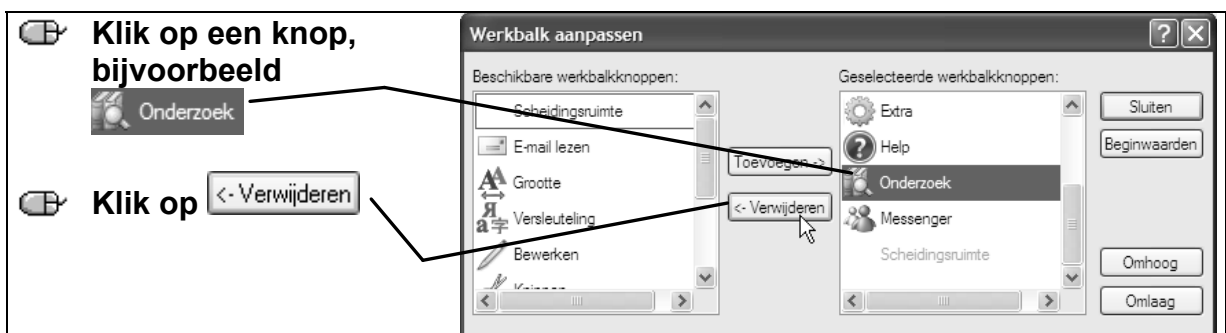 Klik op een knop,
bijvoorbeeld
Onderzoek
Klik op <- Verwijderen
Werkbalk aanpassen
Beschikbare werkbalkknoppen:
Scheidingsruimte
E-mail lezen
Grootte
Versleuteling
Bewerken
Toevoegen ->
<- Verwijderen
Geselecteerde werkbalkknoppen:
Extra
Help
Onderzoek
Messenger
Scheidingsruimte
Sluiten
Beginwaarden
Omhoog
Omlaag